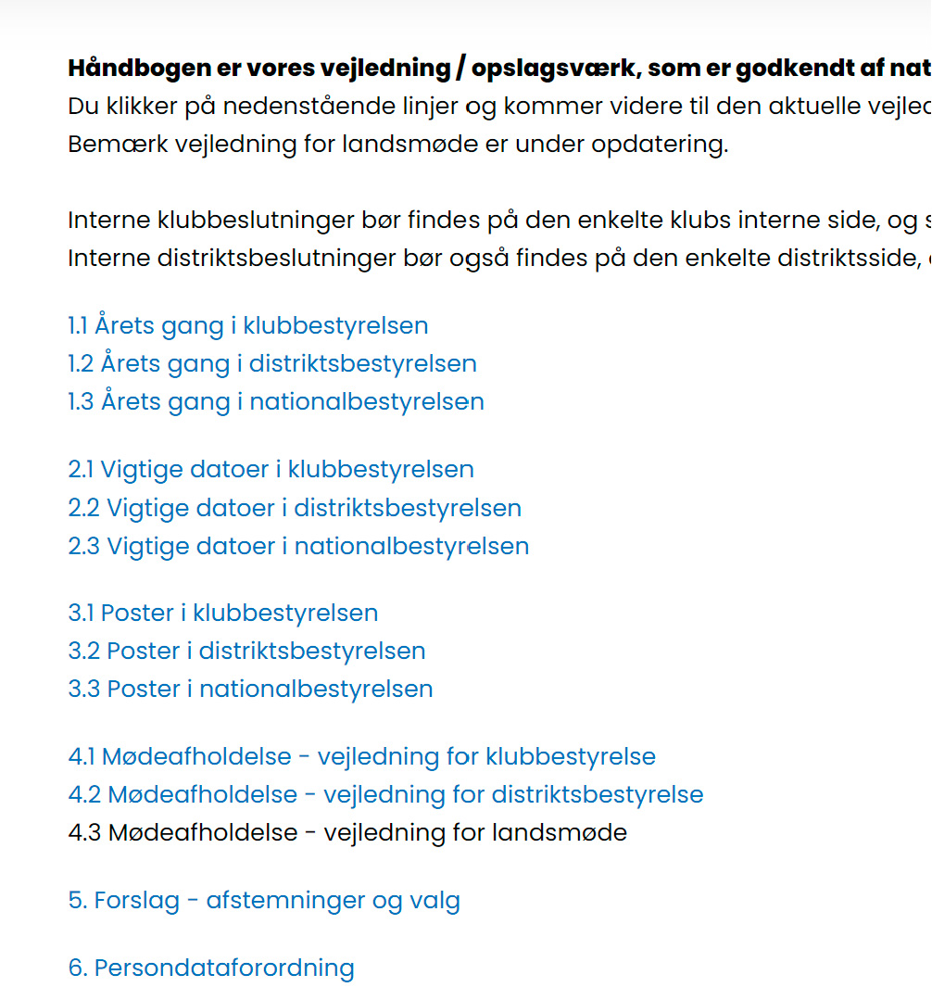 Håndbogen er vores vejledning / opslagsværk, som er godkendt af
Du klikker på nedenstående linjer og kommer videre til den aktuelle
Bemærk vejledning for landsmøde er under opdatering.
Interne klubbeslutninger bør findes på den enkelte klubs interne side, og
Interne distriktsbeslutninger bør også findes på den enkelte distriktsside,
1.1 Årets gang i klubbestyrelsen
1.2 Årets gang i distriktsbestyrelsen
1.3 Årets gang i nationalbestyrelsen
2.1 Vigtige datoer i klubbestyrelsen
2.2 Vigtige datoer i distriktsbestyrelsen
2.3 Vigtige datoer i nationalbestyrelsen
3.1 Poster i klubbestyrelsen
3.2 Poster i distriktsbestyrelsen
3.3 Poster i nationalbestyrelsen
4.1 Mødeafholdelse - vejledning for klubbestyrelse
4.2 Mødeafholdelse - vejledning for distriktsbestyrelse
4.3 Mødeafholdelse - vejledning for landsmøde
5. Forslag - afstemninger og valg
6. Persondataforordning